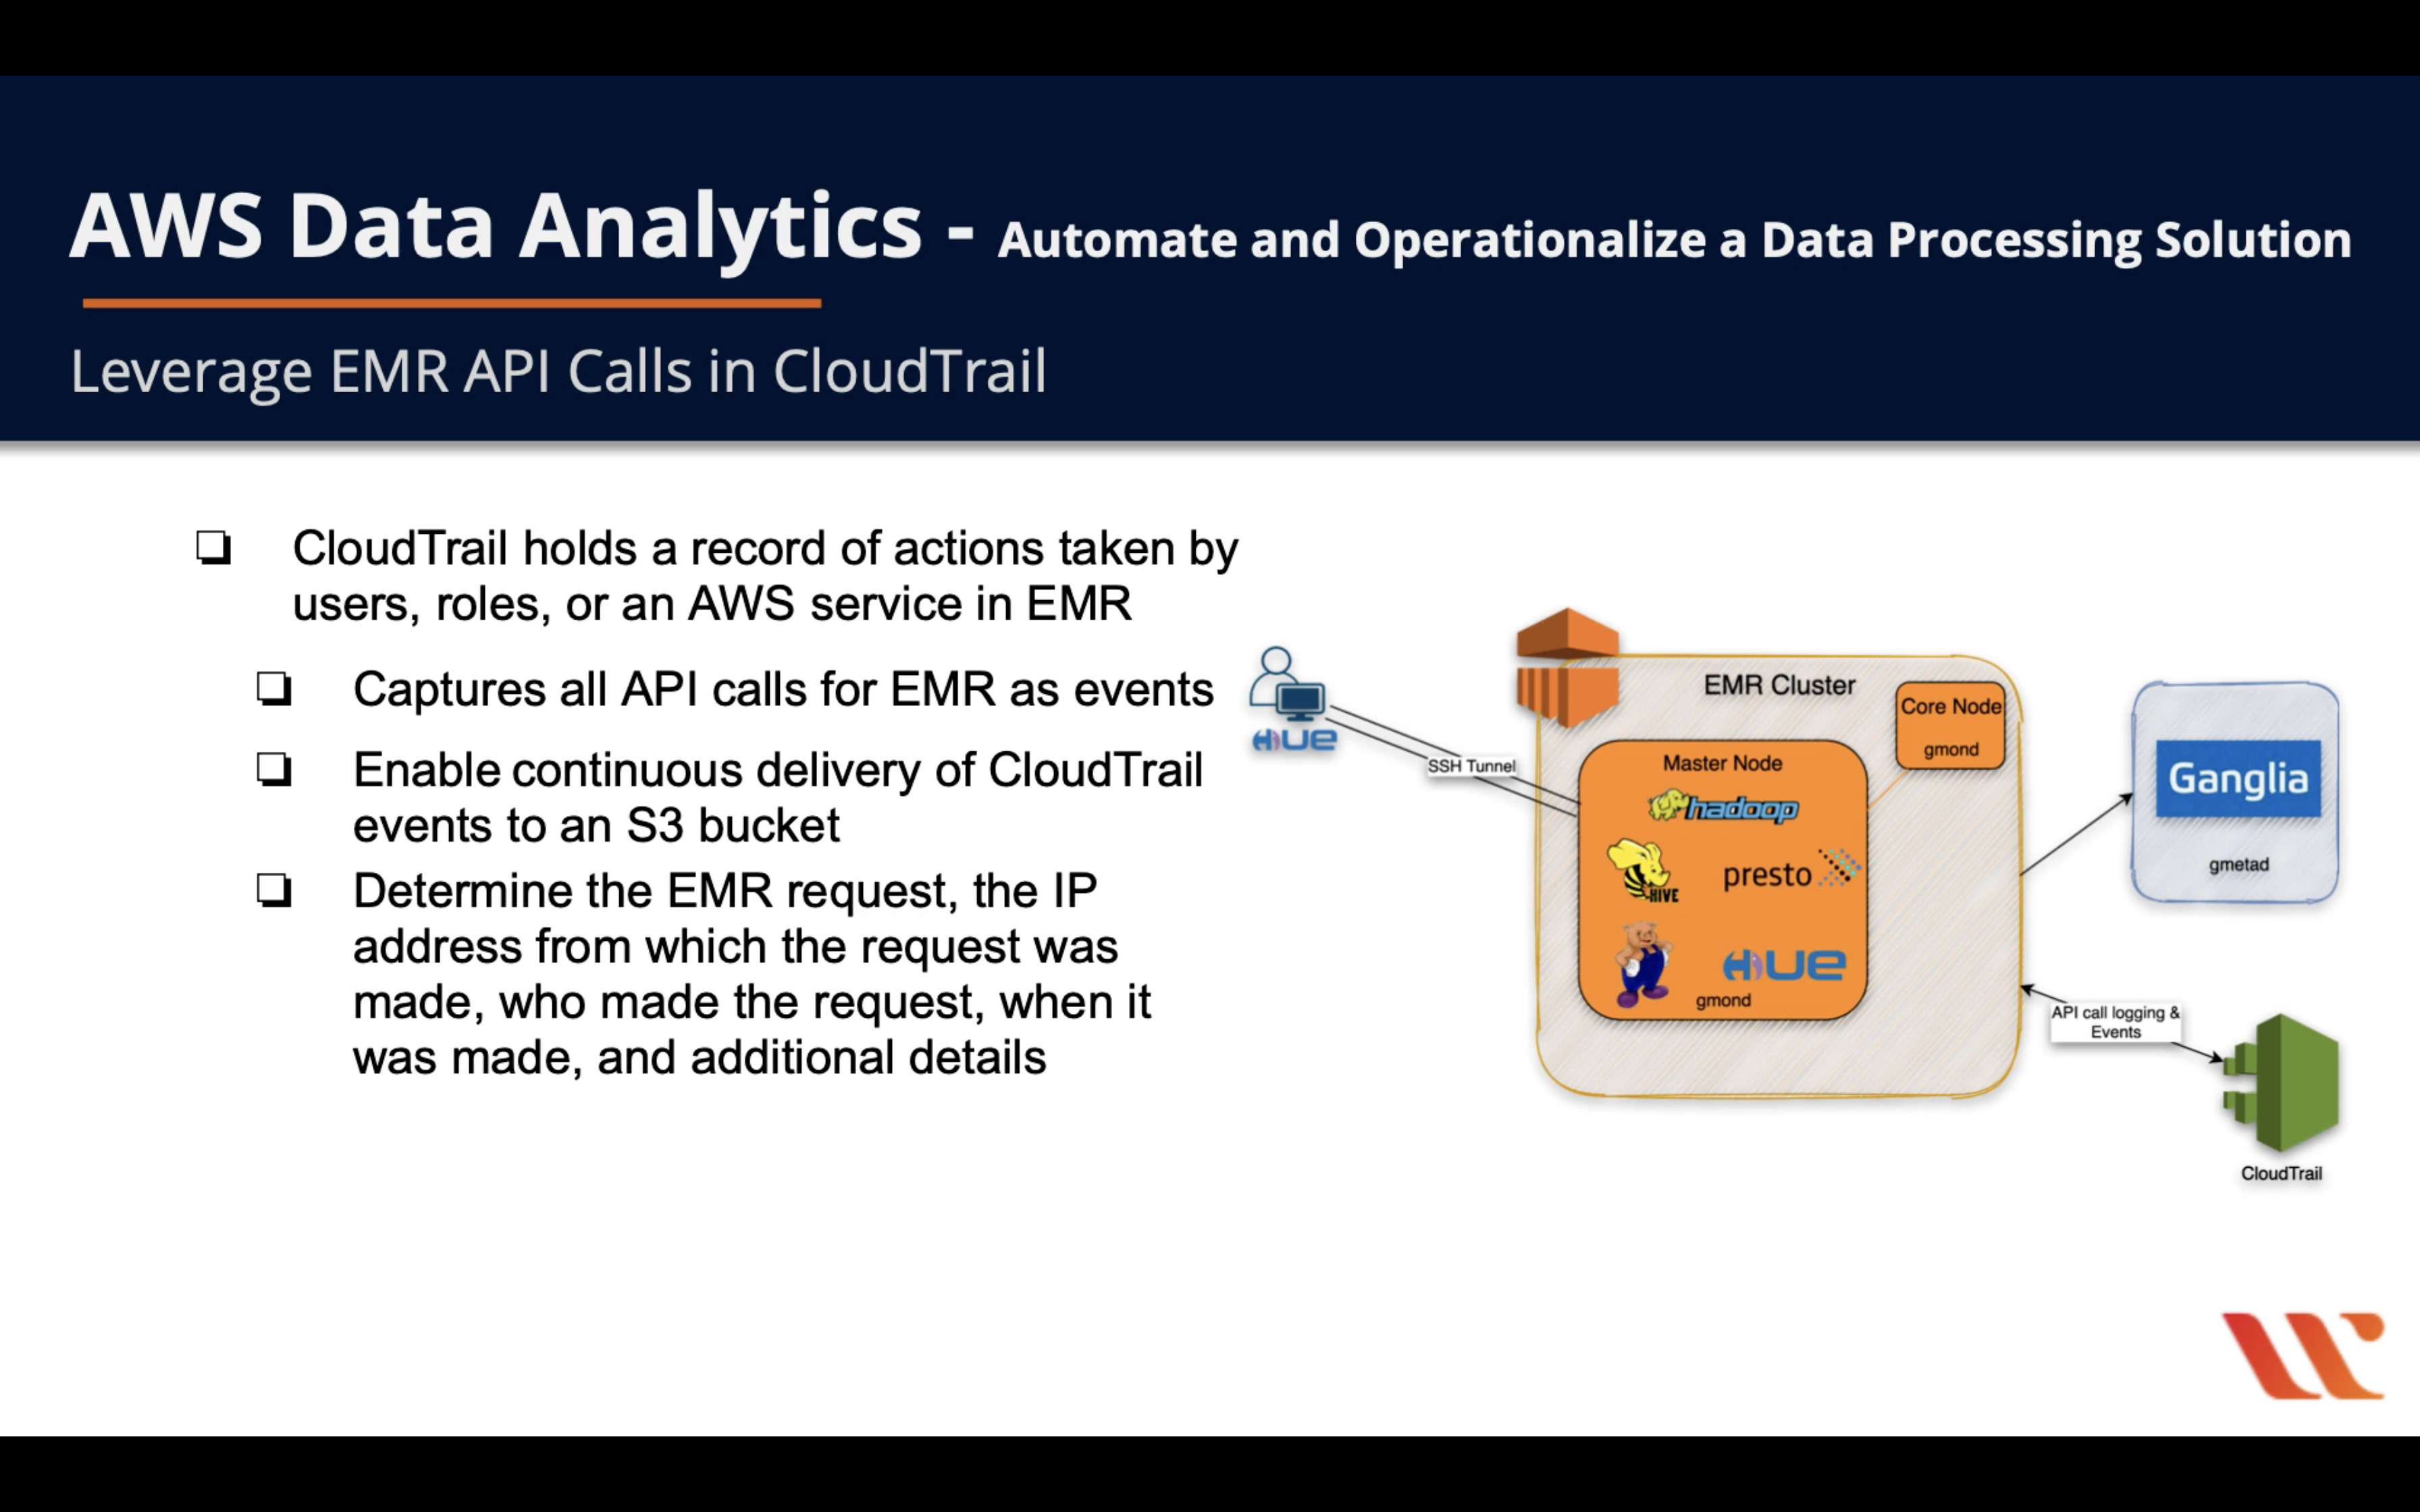 AWS Data Analytics - Automate and Operationalize a Data Processing Solution
Leverage EMR API Calls in CloudTrail
CloudTrail holds a record of actions taken by
users, roles, or an AWS service in EMR
Captures all API calls for EMR as events
Enable continuous delivery of CloudTrail
events to an S3 bucket
Determine the EMR request, the IP
address from which the request was
made, who made the request, when it
was made, and additional details
HUE
SSH Tunnel
EMR Cluster
Core Node
gmond
Master Node
hadoop
HIVE
presto
HUE
gmond
Ganglia
gmetad
API call logging &
Events
CloudTrail